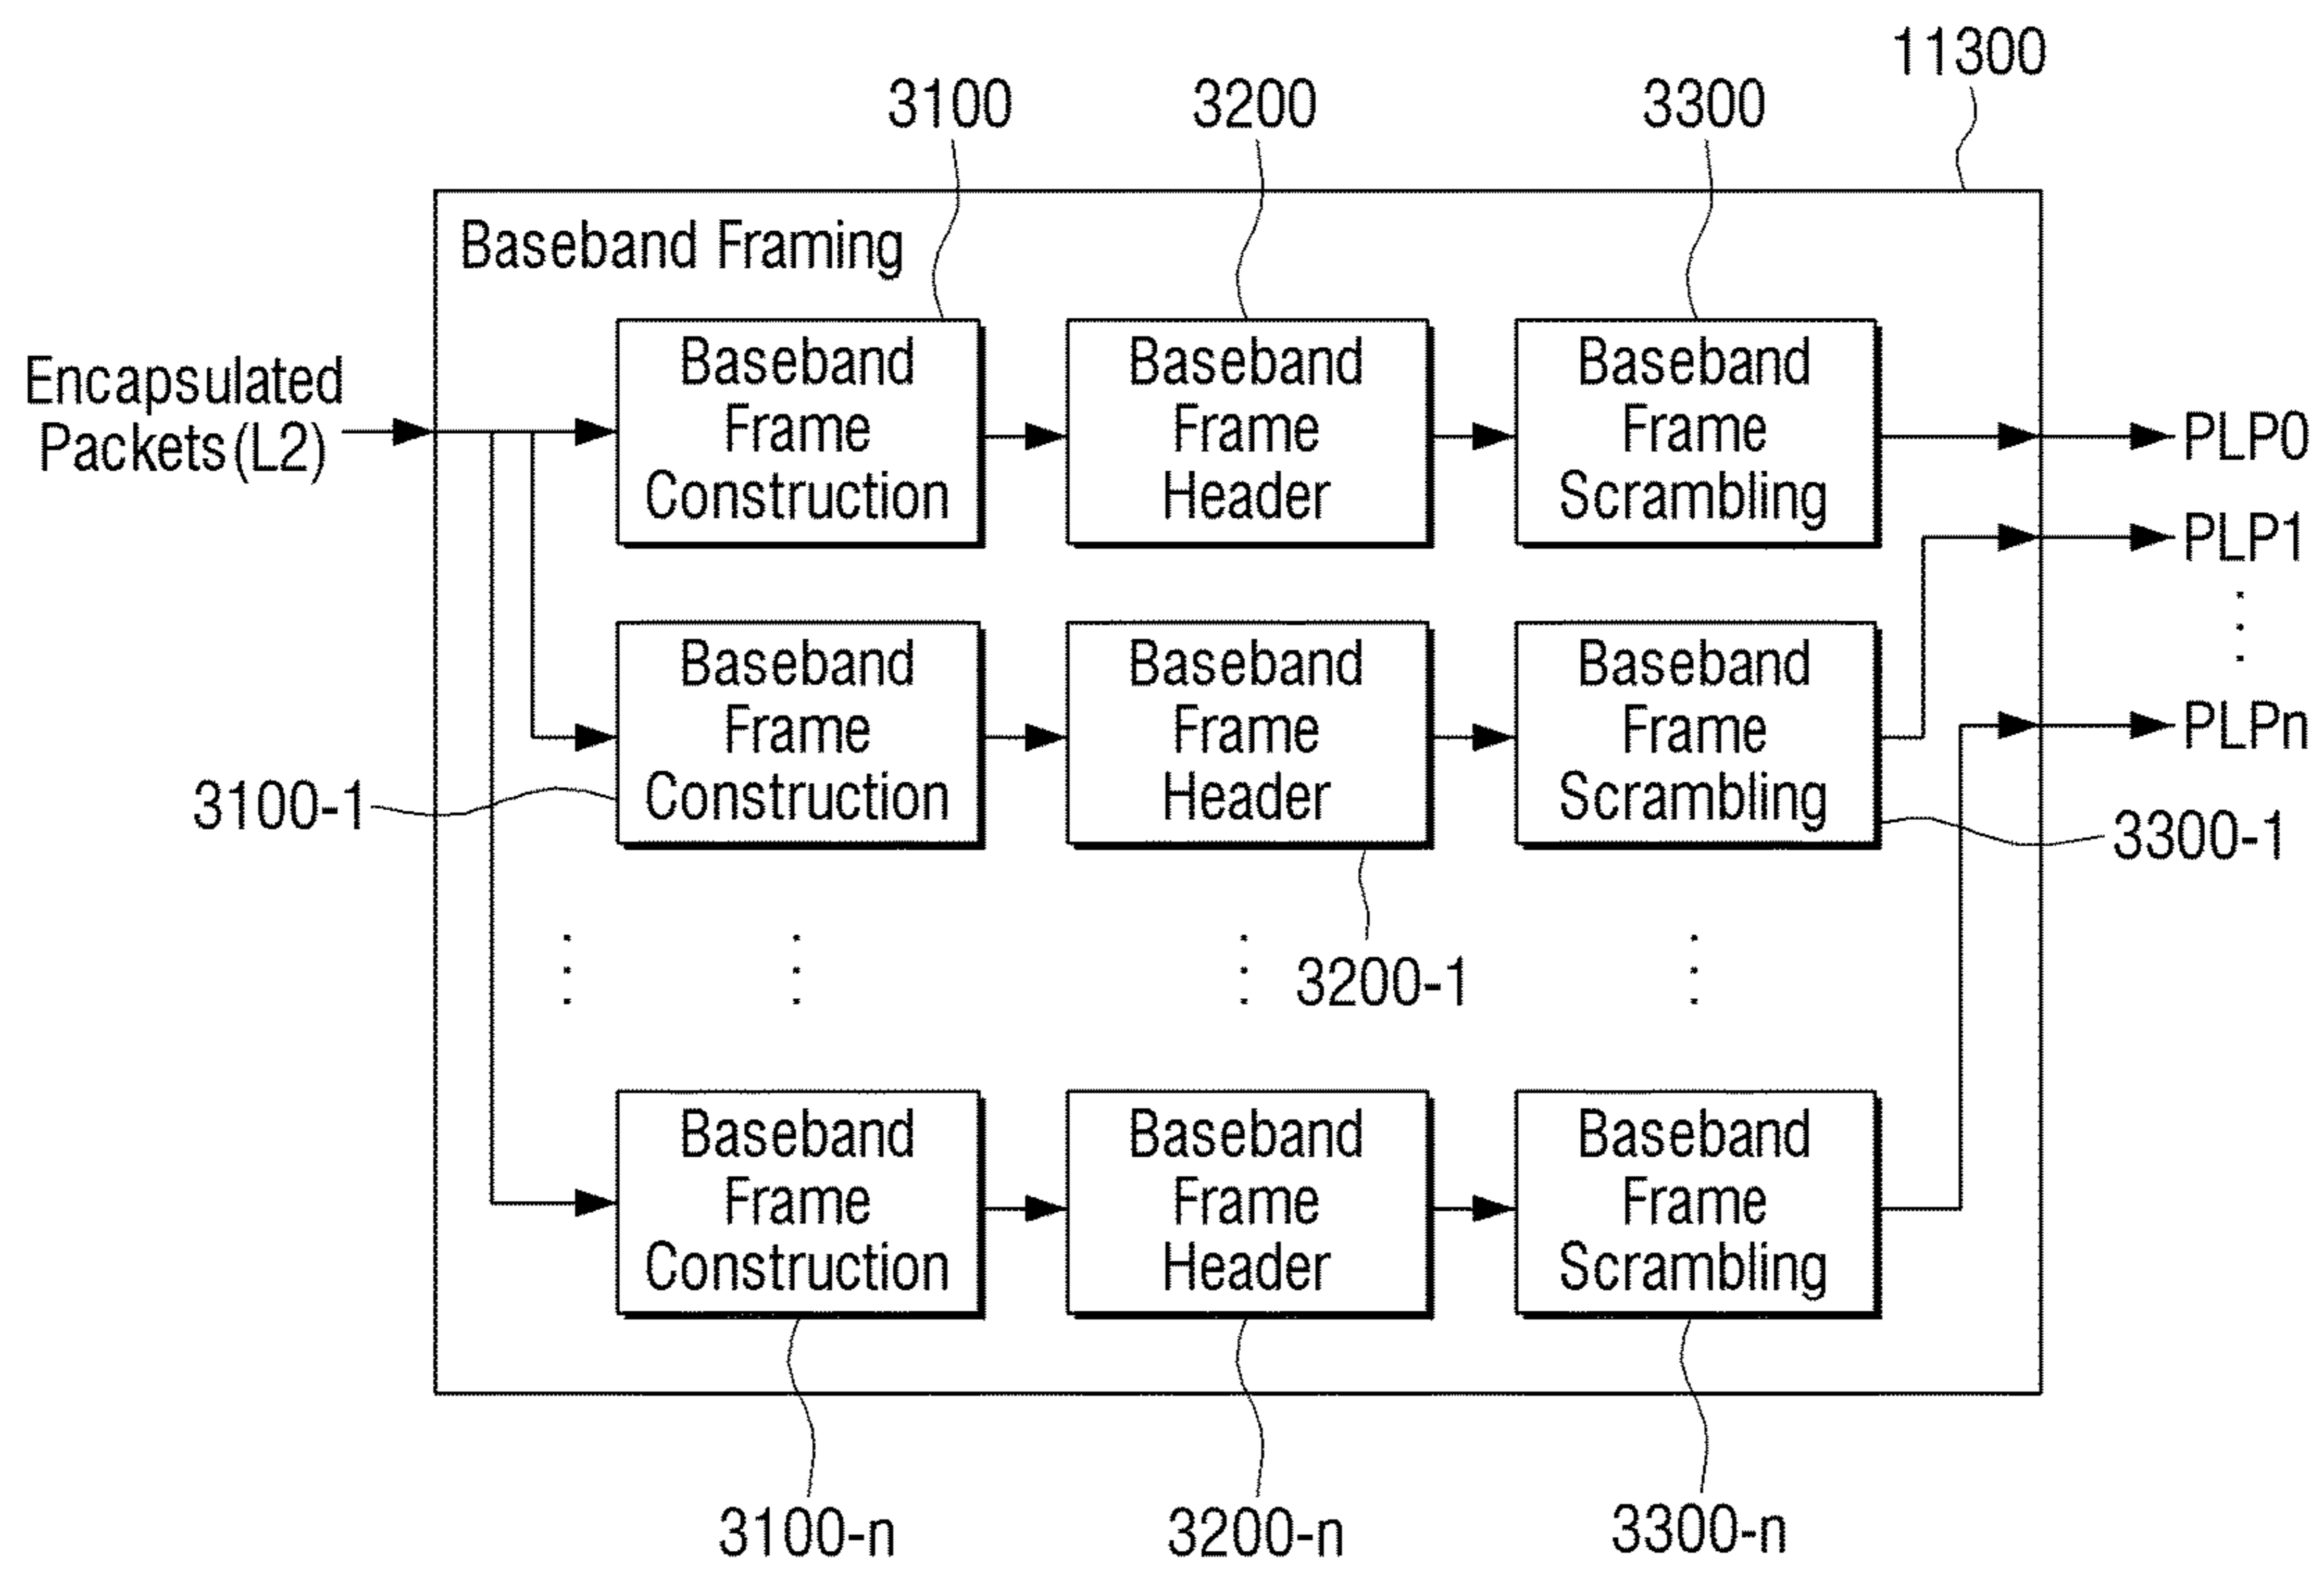 11300
3100 3200 3300
Baseband Framing
Encapsulated
Packets(L2)
Baseband
Frame
Construction
Baseband
Frame
Header
Baseband
Frame
Scrambling
PLP0
PLP1
PLPn
Baseband
Frame
Construction
Baseband
Frame
Header
Baseband
Frame
Scrambling
3100-1
3300-1
3200-1
Baseband
Frame
Construction
Baseband
Frame
Header
Baseband
Frame
Scrambling
3100-n 3200-n 3300-n